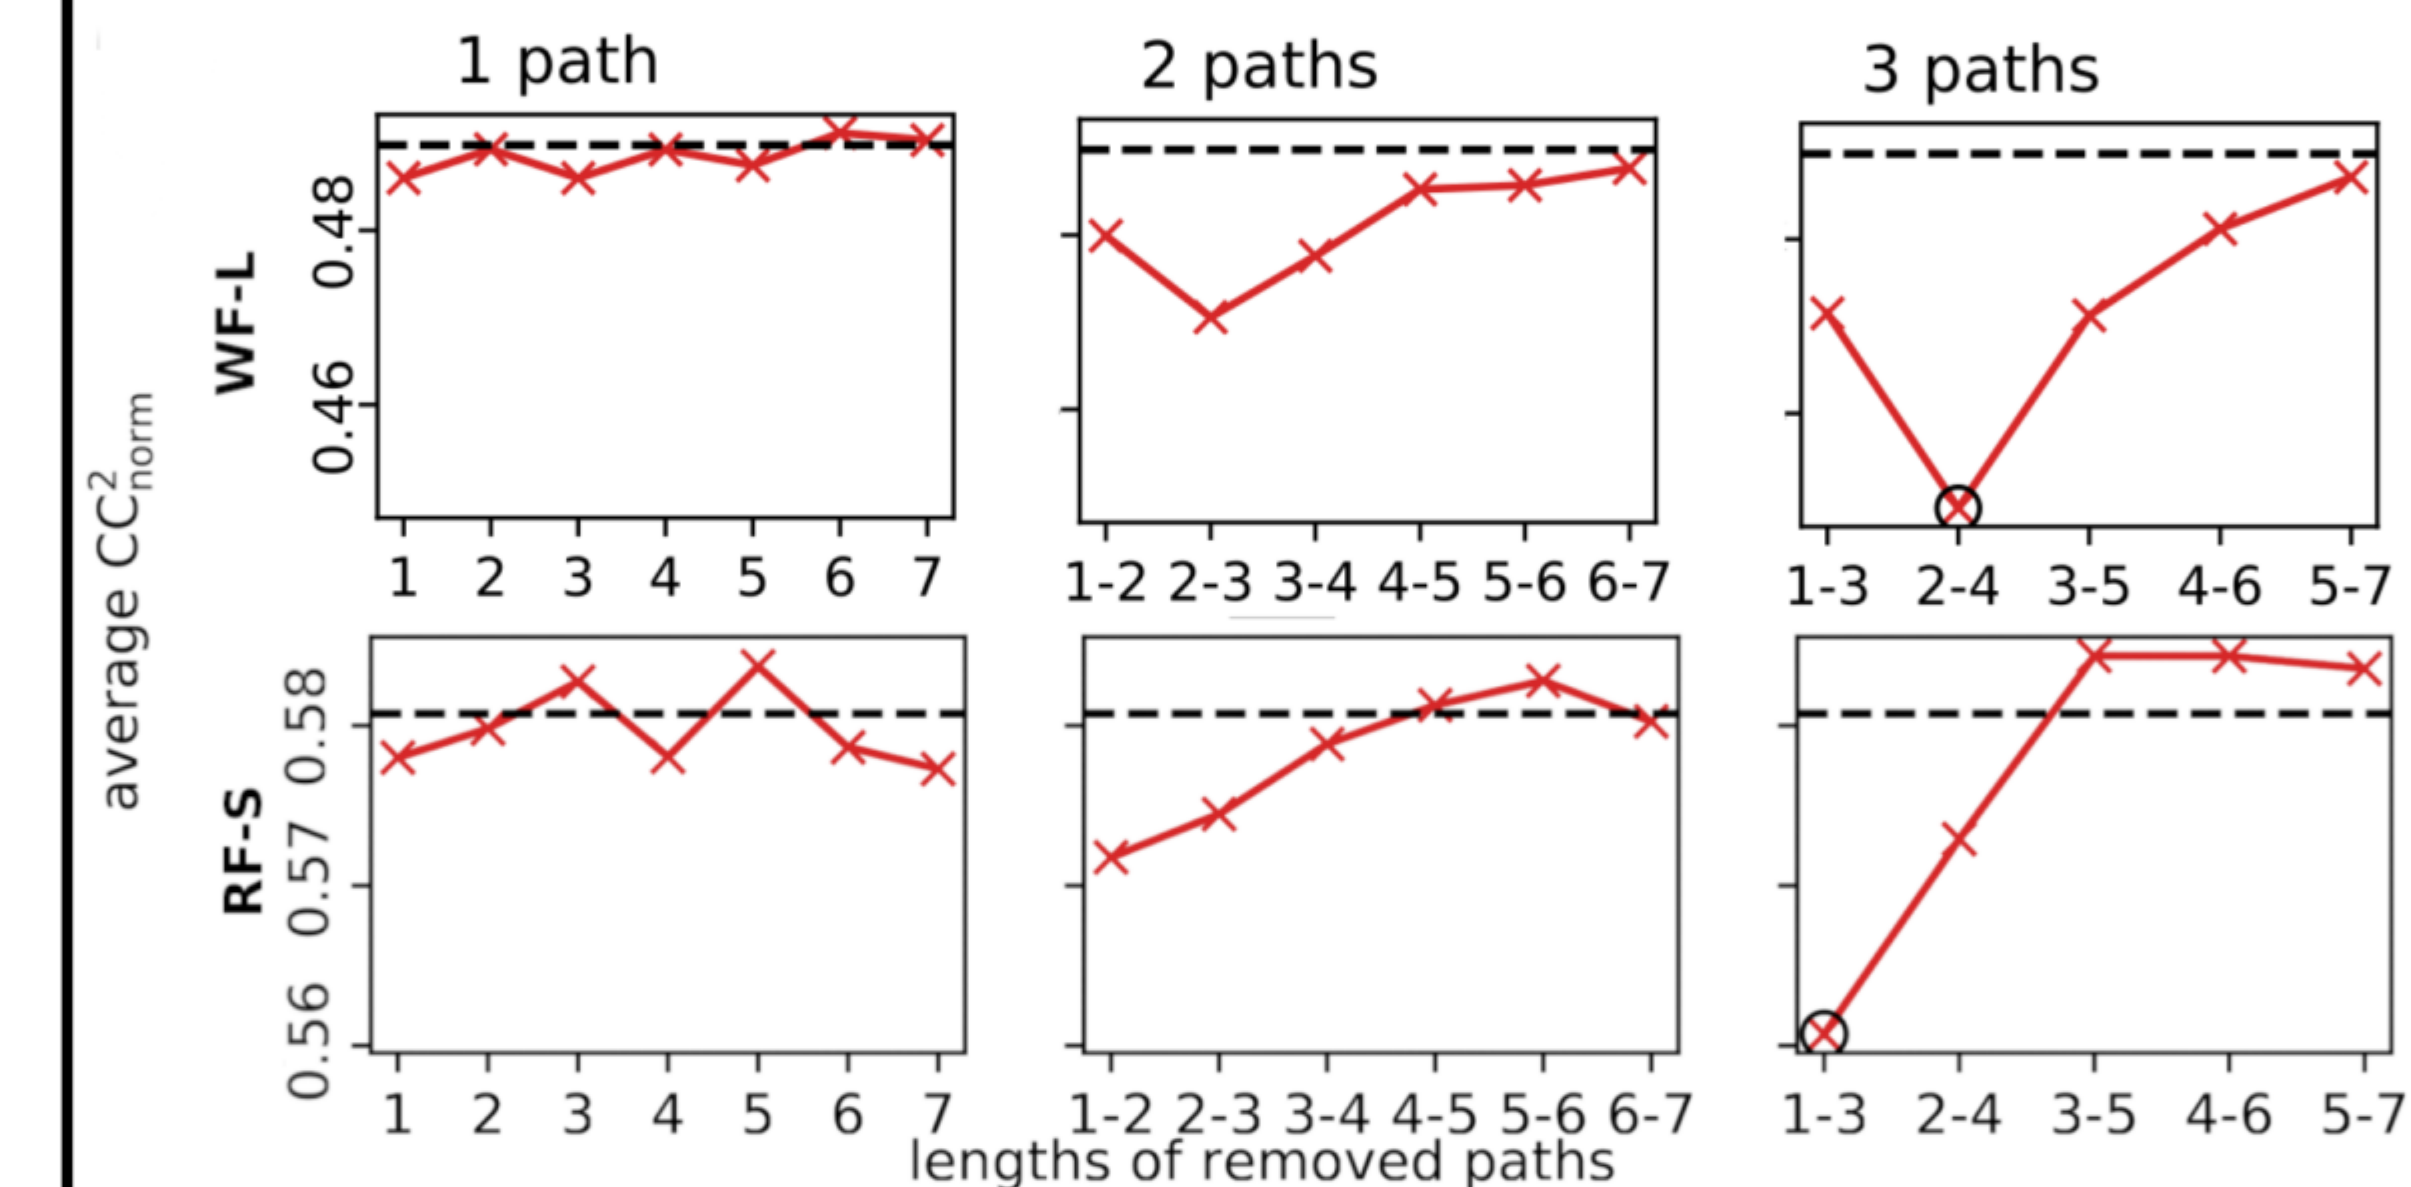 1 path
2 paths
3 paths
average CC²norm
WF-L
0.48
0.46
1 2 3 4 5 6 7
1-2 2-3 3-4 4-5 5-6 6-7
1-3 2-4 3-5 4-6 5-7
RF-S
0.58
0.57
0.56
1 2 3 4 5 6 7
1-2 2-3 3-4 4-5 5-6 6-7
1-3 2-4 3-5 4-6 5-7
lengths of removed paths